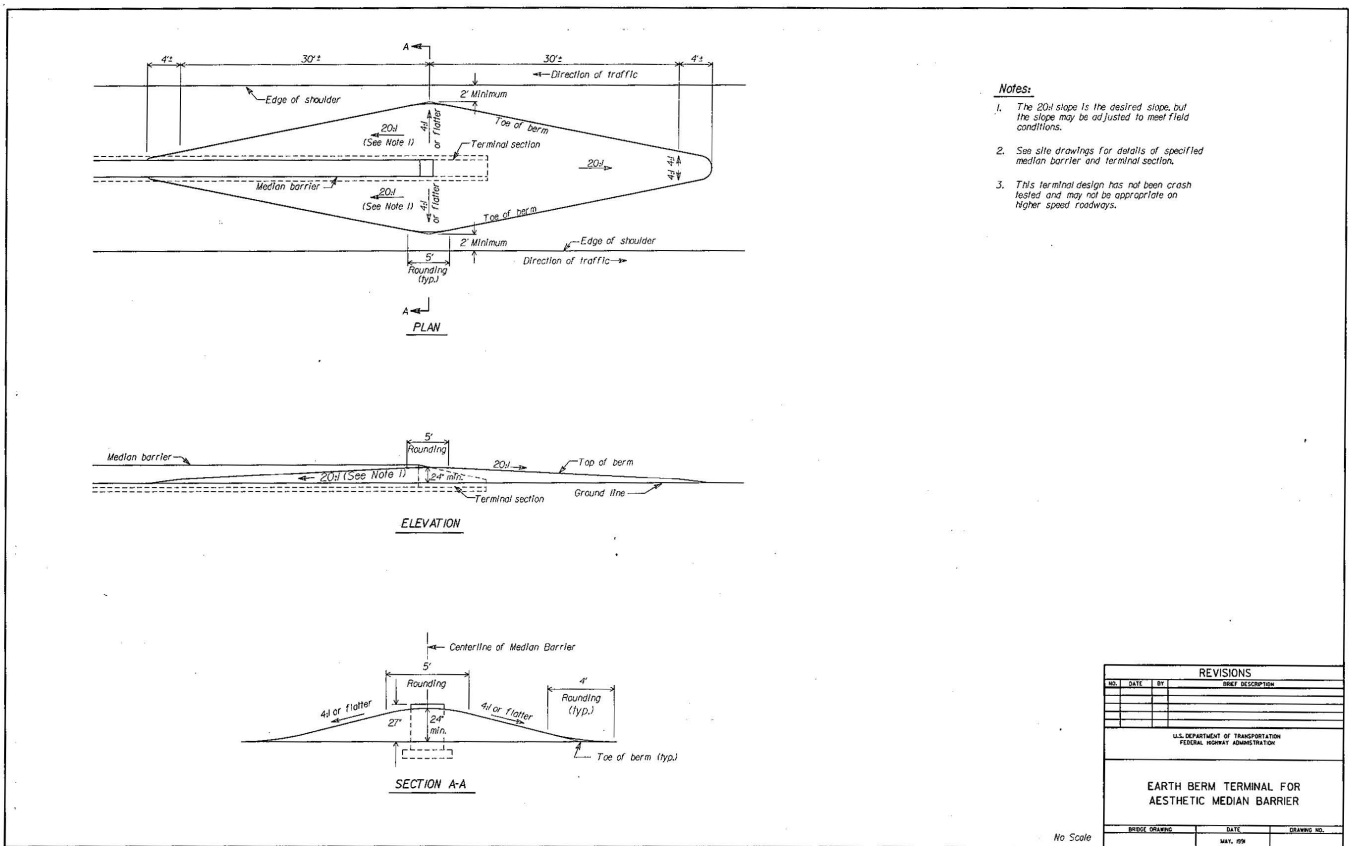 A
4'±
30'±
30'±
4'±
Direction of traffic
Edge of shoulder
2' Minimum
Toe of berm
20:1
(See Note 1)
4:1
or flatter
Terminal section
20:1
4:1
4:1
Median barrier
20:1
(See Note 1)
4:1
or flatter
Toe of berm
2' Minimum
Edge of shoulder
5'
Rounding
(typ.)
Direction of traffic
A
PLAN
Notes:
1. The 20:1 slope is the desired slope, but
the slope may be adjusted to meet field
conditions.
2. See site drawings for details of specified
median barrier and terminal section.
3. This terminal design has not been crash
tested and may not be appropriate on
higher speed roadways.
5'
Rounding
Median barrier
20:1
Top of berm
20:1 (See Note 1)
24" min.
Terminal section
Ground line
ELEVATION
Centerline of Median Barrier
5'
Rounding
4'
Rounding
(typ.)
4:1 or flatter
27"
24"
min.
4:1 or flatter
Toe of berm (typ.)
SECTION A-A
No Scale
REVISIONS
NO. DATE BY BRIEF DESCRIPTION
U.S. DEPARTMENT OF TRANSPORTATION
FEDERAL HIGHWAY ADMINISTRATION
EARTH BERM TERMINAL FOR
AESTHETIC MEDIAN BARRIER
BRIDGE DRAWING DATE DRAWING NO.
MAY, 1991